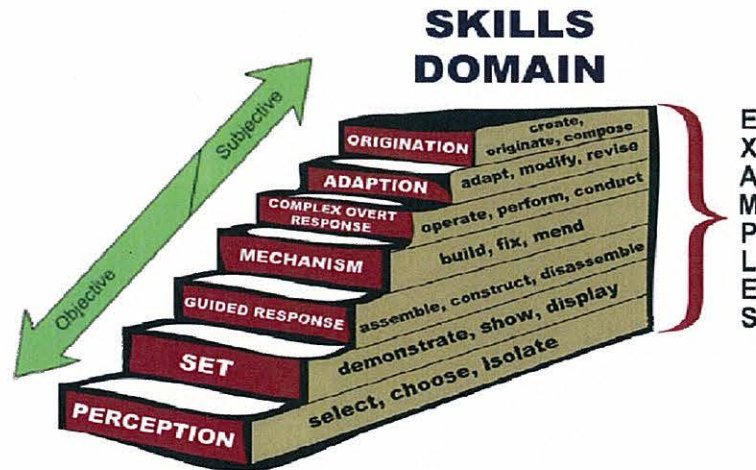 SKILLS
DOMAIN
Subjective
Objective
ORIGINATION
create,
originate, compose
ADAPTION
adapt, modify, revise
COMPLEX OVERT
RESPONSE
operate, perform, conduct
MECHANISM
build, fix, mend
GUIDED RESPONSE
assemble, construct, disassemble
SET
demonstrate, show, display
PERCEPTION
select, choose, isolate
EXAMPLES